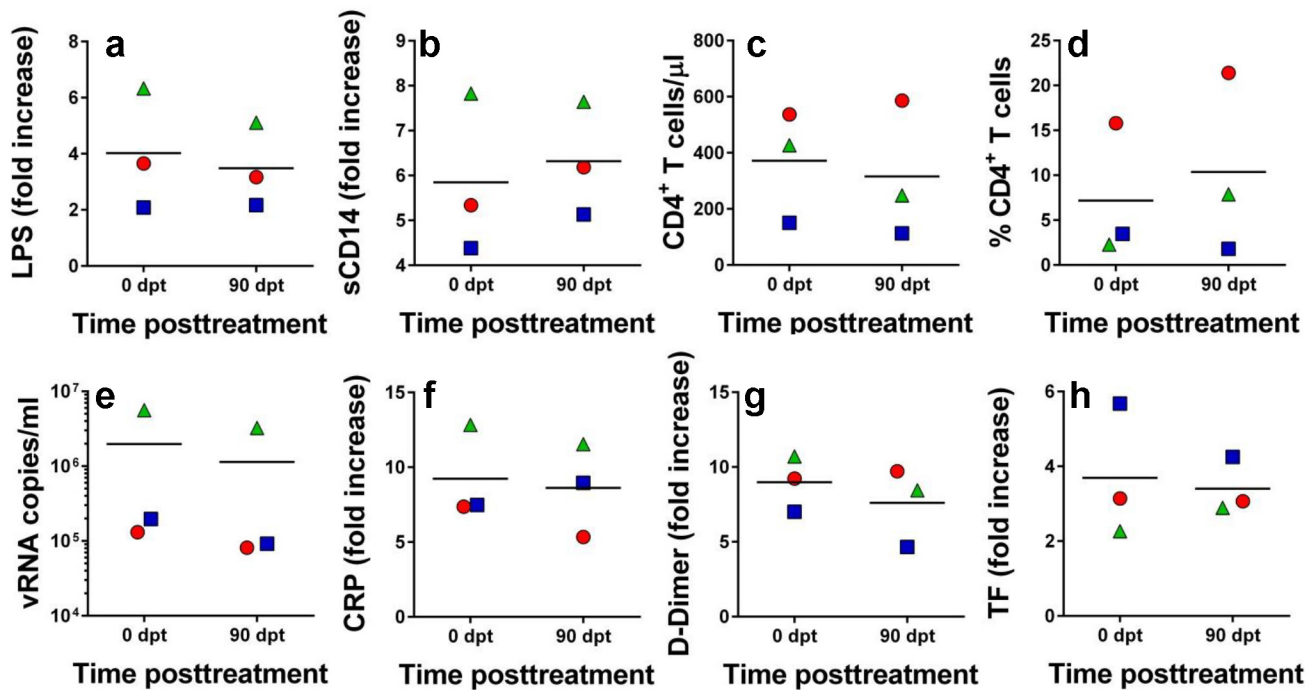 a
LPS (fold increase)
8
6
4
2
0
0 dpt 90 dpt
Time posttreatment
b
sCD14 (fold increase)
9
8
7
6
5
4
0 dpt 90 dpt
Time posttreatment
c
CD4⁺ T cells/μl
800
600
400
200
0
0 dpt 90 dpt
Time posttreatment
d
% CD4⁺ T cells
25
20
15
10
5
0
0 dpt 90 dpt
Time posttreatment
e
vRNA copies/ml
10⁷
10⁶
10⁵
10⁴
0 dpt 90 dpt
Time posttreatment
f
CRP (fold increase)
15
10
5
0
0 dpt 90 dpt
Time posttreatment
g
D-Dimer (fold increase)
15
10
5
0
0 dpt 90 dpt
Time posttreatment
h
TF (fold increase)
6
4
2
0
0 dpt 90 dpt
Time posttreatment